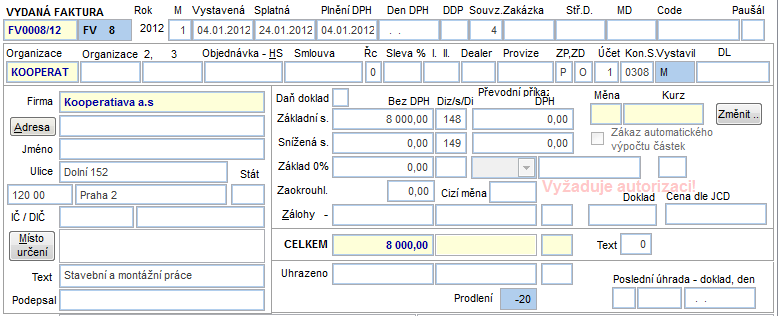 VYDANÁ FAKTURA Rok M Vystavená Splatná Plnění DPH Den DPH DDP Souvz. Zakázka Stř.D. MD Code Paušál
FV0008/12 FV 8 2012 1 04.01.2012 24.01.2012 04.01.2012 . . 4
Organizace Organizace 2, 3 Objednávka - HS Smlouva Řc Sleva % I. II. Dealer Provize ZP,ZD Účet Kon.S. Vystavil DL
KOOPERAT 0 P O 1 0308 M
Firma Kooperatiava a.s
Adresa
Jméno
Ulice Dolní 152 Stát
120 00 Praha 2
IČ / DIČ
Místo
určení
Text Stavební a montážní práce
Podepsal
Daň doklad Bez DPH Diz/s/Di Převodní příkaz DPH
Základní s. 8 000,00 148 0,00
Snížená s. 0,00 149 0,00
Základ 0% 0,00
Zaokrouhl. 0,00 Cizí měna
Zálohy -
CELKEM 8 000,00
Uhrazeno
Prodlení -20
Měna Kurz
Změnit ..
Zákaz automatického
výpočtu částek
Vyžaduje autorizaci!
Doklad Cena dle JCD
Text 0
Poslední úhrada - doklad, den
. .